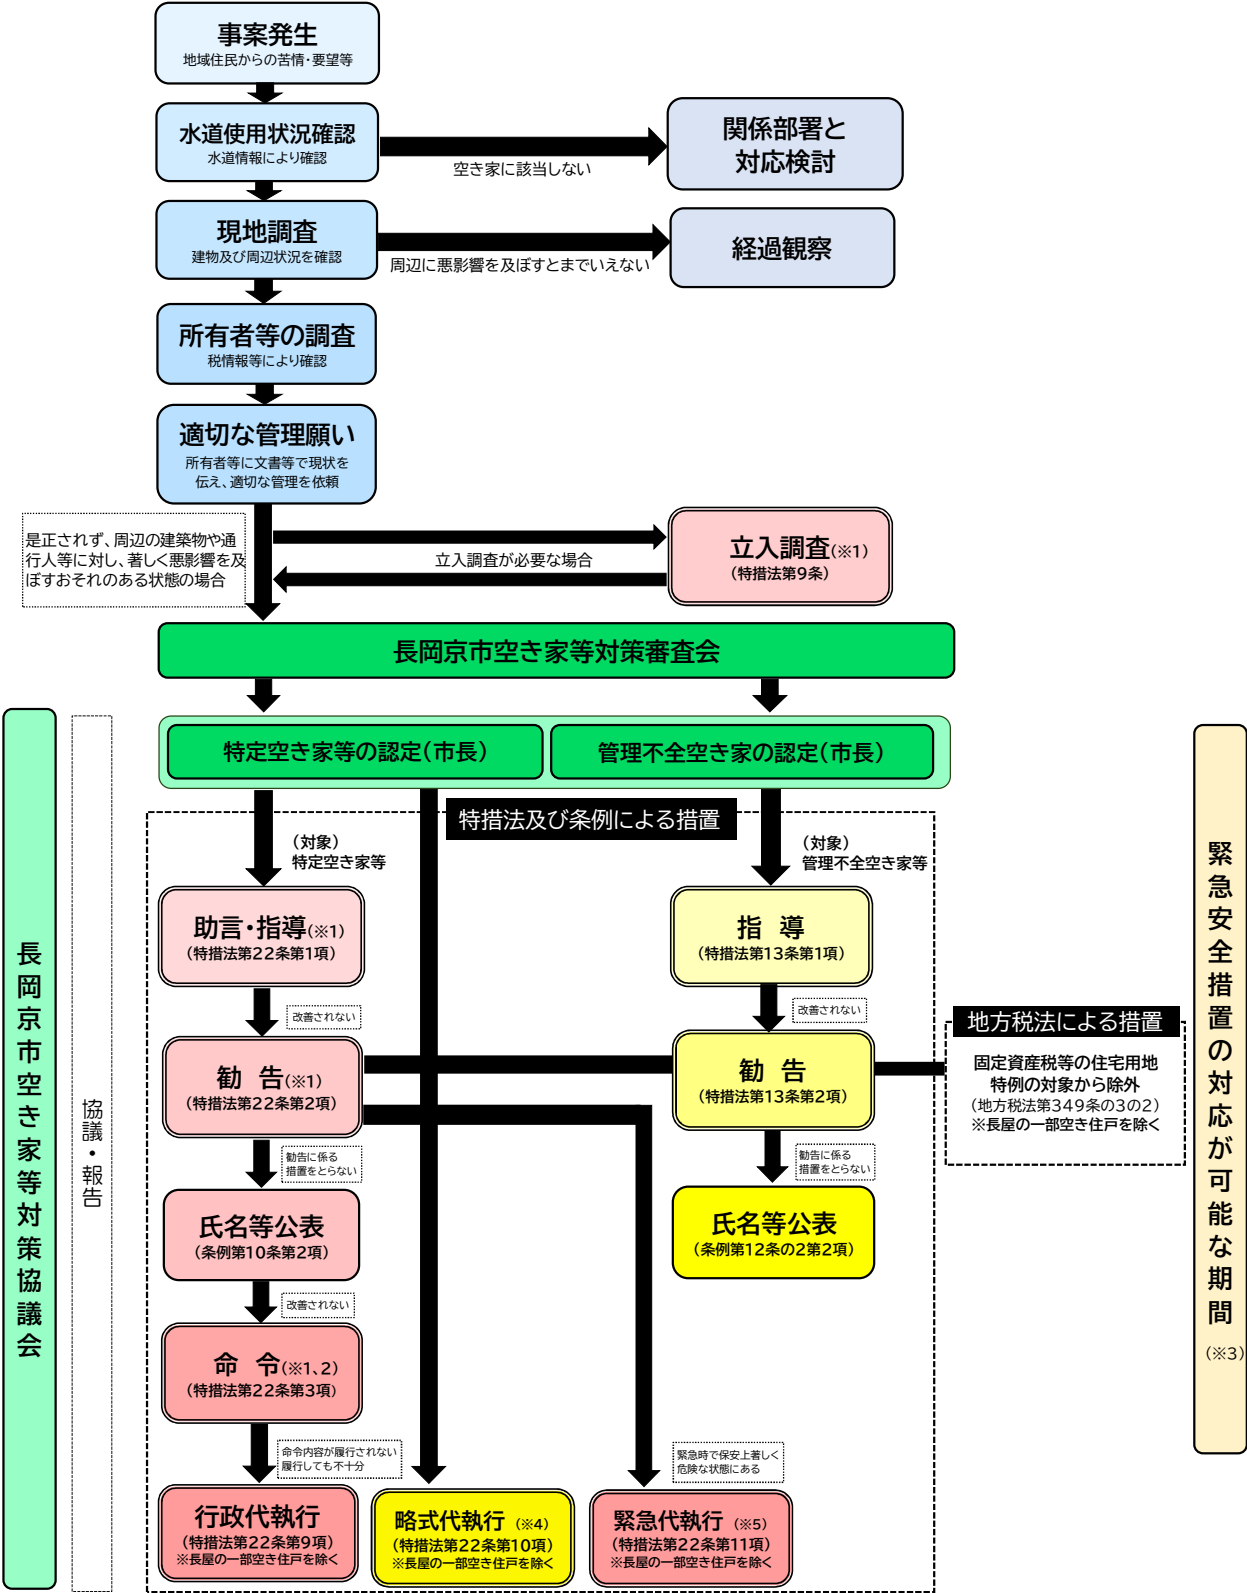 事案発生
地域住民からの苦情・要望等
水道使用状況確認
水道情報により確認
空き家に該当しない
関係部署と
対応検討
現地調査
建物及び周辺状況を確認
周辺に悪影響を及ぼすとまでいえない
経過観察
所有者等の調査
税情報等により確認
適切な管理願い
所有者等に文書等で現状を
伝え、適切な管理を依頼
是正されず、周辺の建築物や通
行人等に対し、著しく悪影響を及
ぼすおそれのある状態の場合
立入調査が必要な場合
立入調査(※1)
(特措法第9条)
長岡京市空き家等対策審査会
特定空き家等の認定(市長)
管理不全空き家の認定(市長)
特措法及び条例による措置
(対象)
特定空き家等
(対象)
管理不全空き家等
助言・指導(※1)
(特措法第22条第1項)
指 導
(特措法第13条第1項)
改善されない
改善されない
勧 告(※1)
(特措法第22条第2項)
勧 告
(特措法第13条第2項)
地方税法による措置
固定資産税等の住宅用地
特例の対象から除外
(地方税法第349条の3の2)
※長屋の一部空き住戸を除く
勧告に係る
措置をとらない
勧告に係る
措置をとらない
氏名等公表
(条例第10条第2項)
氏名等公表
(条例第12条の2第2項)
改善されない
命 令(※1、2)
(特措法第22条第3項)
命令内容が履行されない
履行しても不十分
緊急時で保安上著しく
危険な状態にある
行政代執行
(特措法第22条第9項)
※長屋の一部空き住戸を除く
略式代執行 (※4)
(特措法第22条第10項)
※長屋の一部空き住戸を除く
緊急代執行 (※5)
(特措法第22条第11項)
※長屋の一部空き住戸を除く
長岡京市空き家等対策協議会
協議・報告
緊急安全措置の対応が可能な期間
(※3)